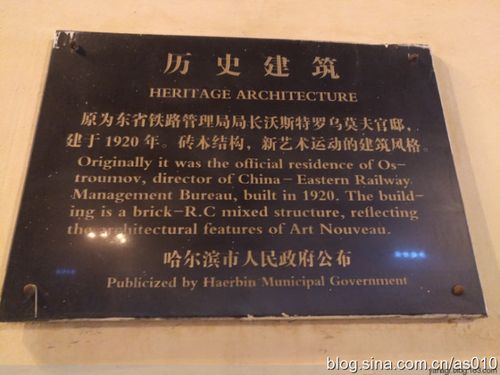 历史建筑
HERITAGE ARCHITECTURE
原为东省铁路管理局局长沃斯特罗乌莫夫官邸，
建于1920年。砖木结构，新艺术运动的建筑风格。
Originally it was the official residence of Os-
troumov, director of China-Eastern Railway
Management Bureau, built in 1920. The build-
ing is a brick-R.C mixed structure, reflecting
the architectural features of Art Nouveau.
哈尔滨市人民政府公布
Publicized by Haerbin Municipal Government
blog.sina.com.cn/as010